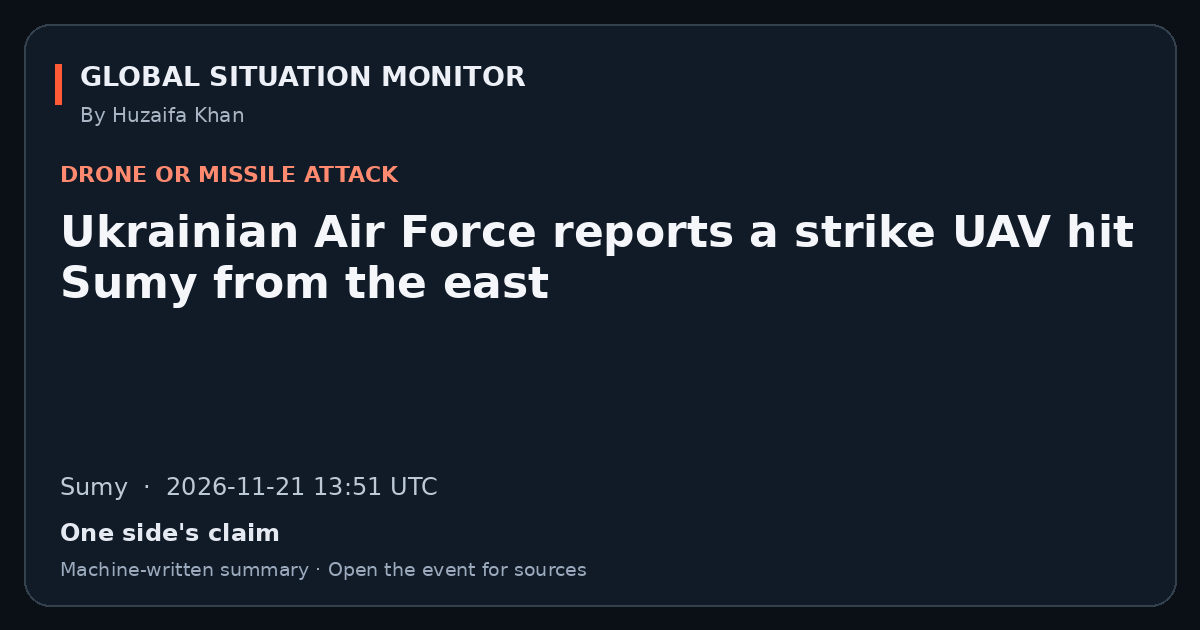 GLOBAL SITUATION MONITOR
By Huzaifa Khan
DRONE OR MISSILE ATTACK
Ukrainian Air Force reports a strike UAV hit
Sumy from the east
Sumy · 2026-11-21 13:51 UTC
One side's claim
Machine-written summary · Open the event for sources